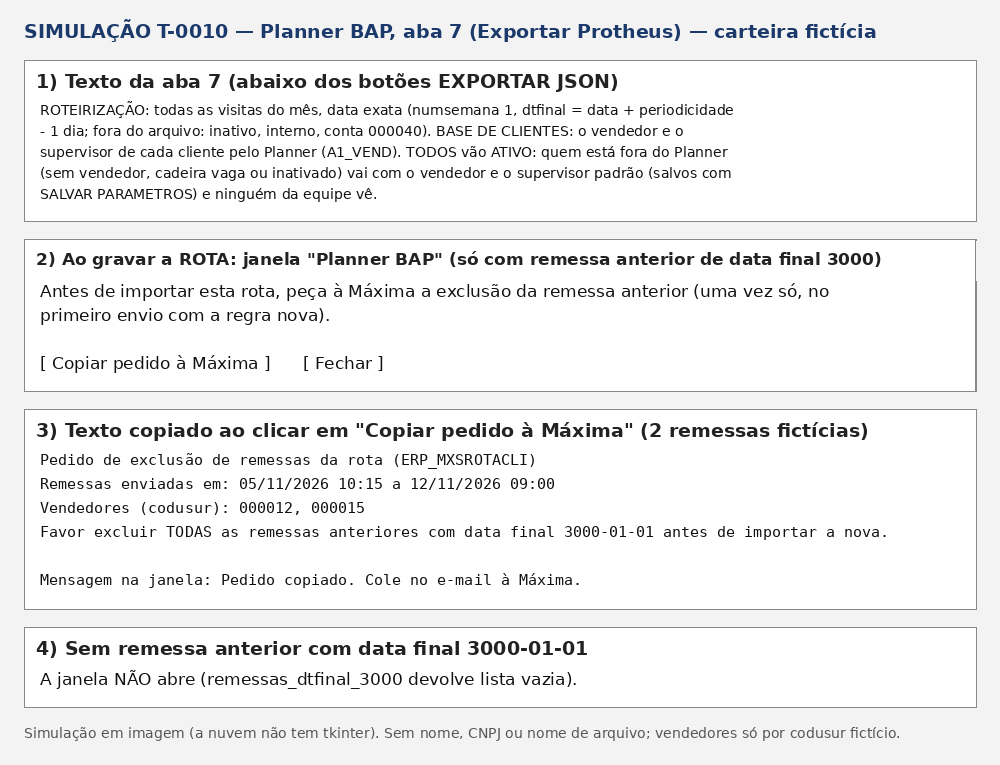 SIMULAÇÃO T-0010 — Planner BAP, aba 7 (Exportar Protheus) — carteira fictícia
1) Texto da aba 7 (abaixo dos botões EXPORTAR JSON)
ROTEIRIZAÇÃO: todas as visitas do mês, data exata (numsemana 1, dtfinal = data + periodicidade
- 1 dia; fora do arquivo: inativo, interno, conta 000040). BASE DE CLIENTES: o vendedor e o
supervisor de cada cliente pelo Planner (A1_VEND). TODOS vão ATIVO: quem está fora do Planner
(sem vendedor, cadeira vaga ou inativado) vai com o vendedor e o supervisor padrão (salvos com
SALVAR PARAMETROS) e ninguém da equipe vê.
2) Ao gravar a ROTA: janela "Planner BAP" (só com remessa anterior de data final 3000)
Antes de importar esta rota, peça à Máxima a exclusão da remessa anterior (uma vez só, no
primeiro envio com a regra nova).
[ Copiar pedido à Máxima ] [ Fechar ]
3) Texto copiado ao clicar em "Copiar pedido à Máxima" (2 remessas fictícias)
Pedido de exclusão de remessas da rota (ERP_MXSROTACLI)
Remessas enviadas em: 05/11/2026 10:15 a 12/11/2026 09:00
Vendedores (codusur): 000012, 000015
Favor excluir TODAS as remessas anteriores com data final 3000-01-01 antes de importar a nova.
Mensagem na janela: Pedido copiado. Cole no e-mail à Máxima.
4) Sem remessa anterior com data final 3000-01-01
A janela NÃO abre (remessas_dtfinal_3000 devolve lista vazia).
Simulação em imagem (a nuvem não tem tkinter). Sem nome, CNPJ ou nome de arquivo; vendedores só por codusur fictício.